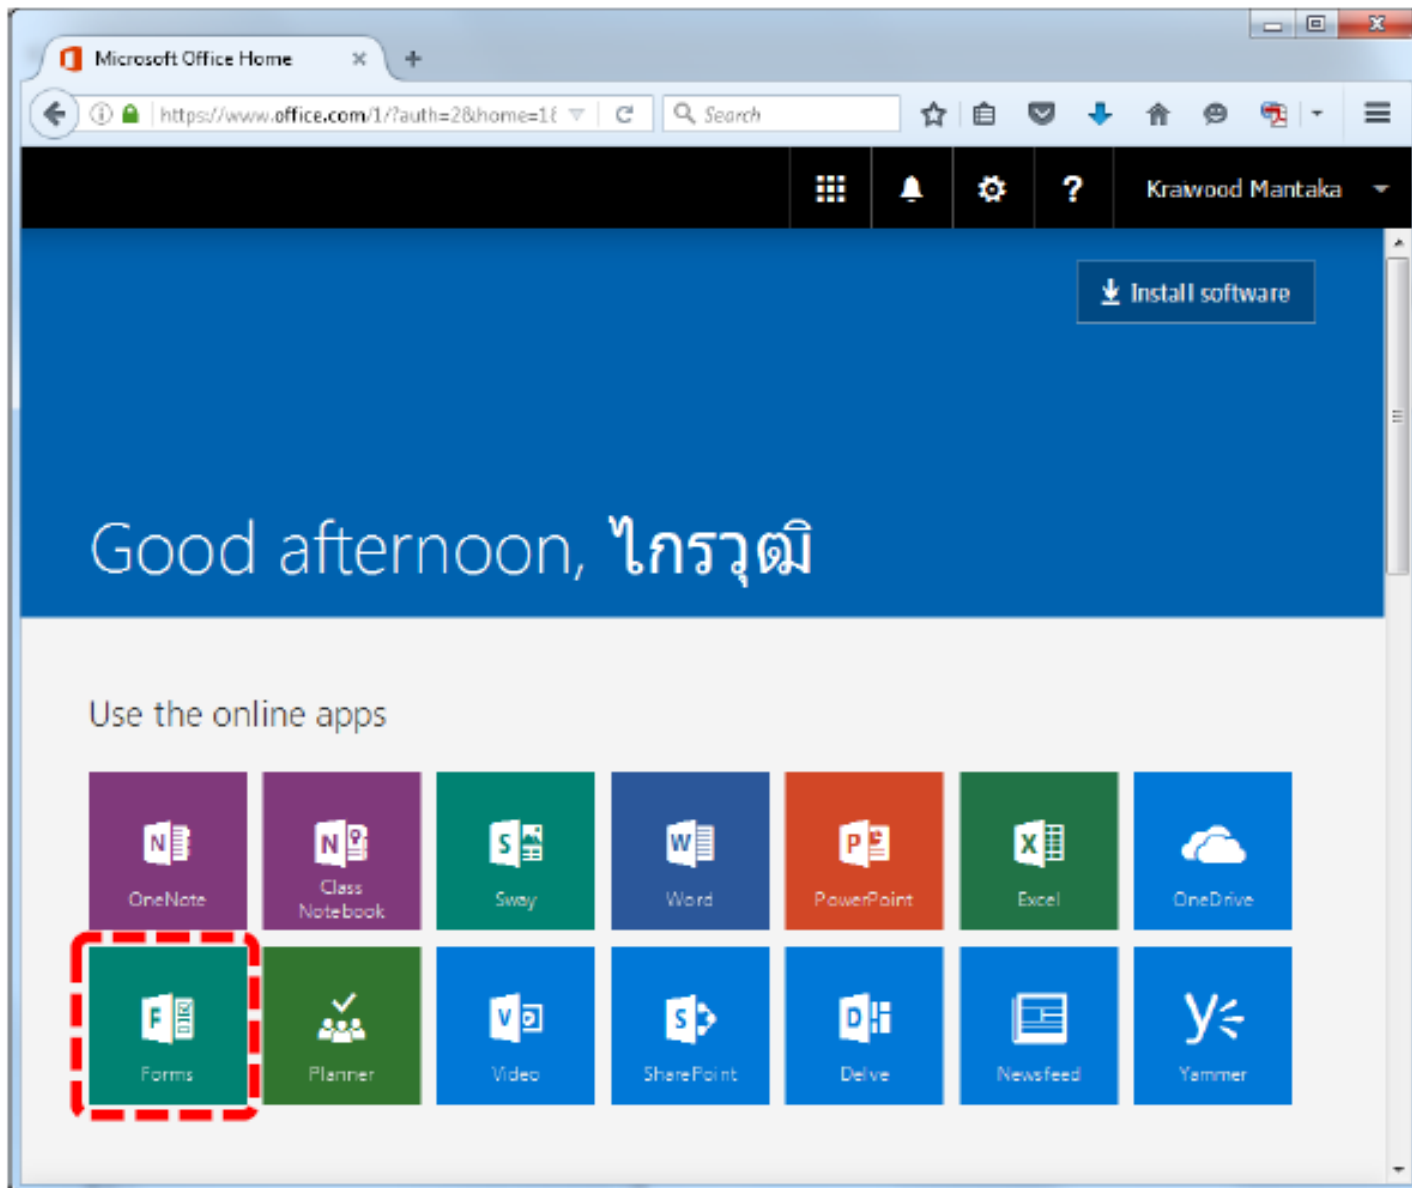 Microsoft Office Home
https://www.office.com/1/?auth=2&home=1&
Search
Kraiwood Mantaka
Install software
Good afternoon, ไกรวุฒิ
Use the online apps
OneNote
Class
Notebook
Sway
Word
PowerPoint
Excel
OneDrive
Forms
Planner
Video
SharePoint
Delve
Newsfeed
Yammer